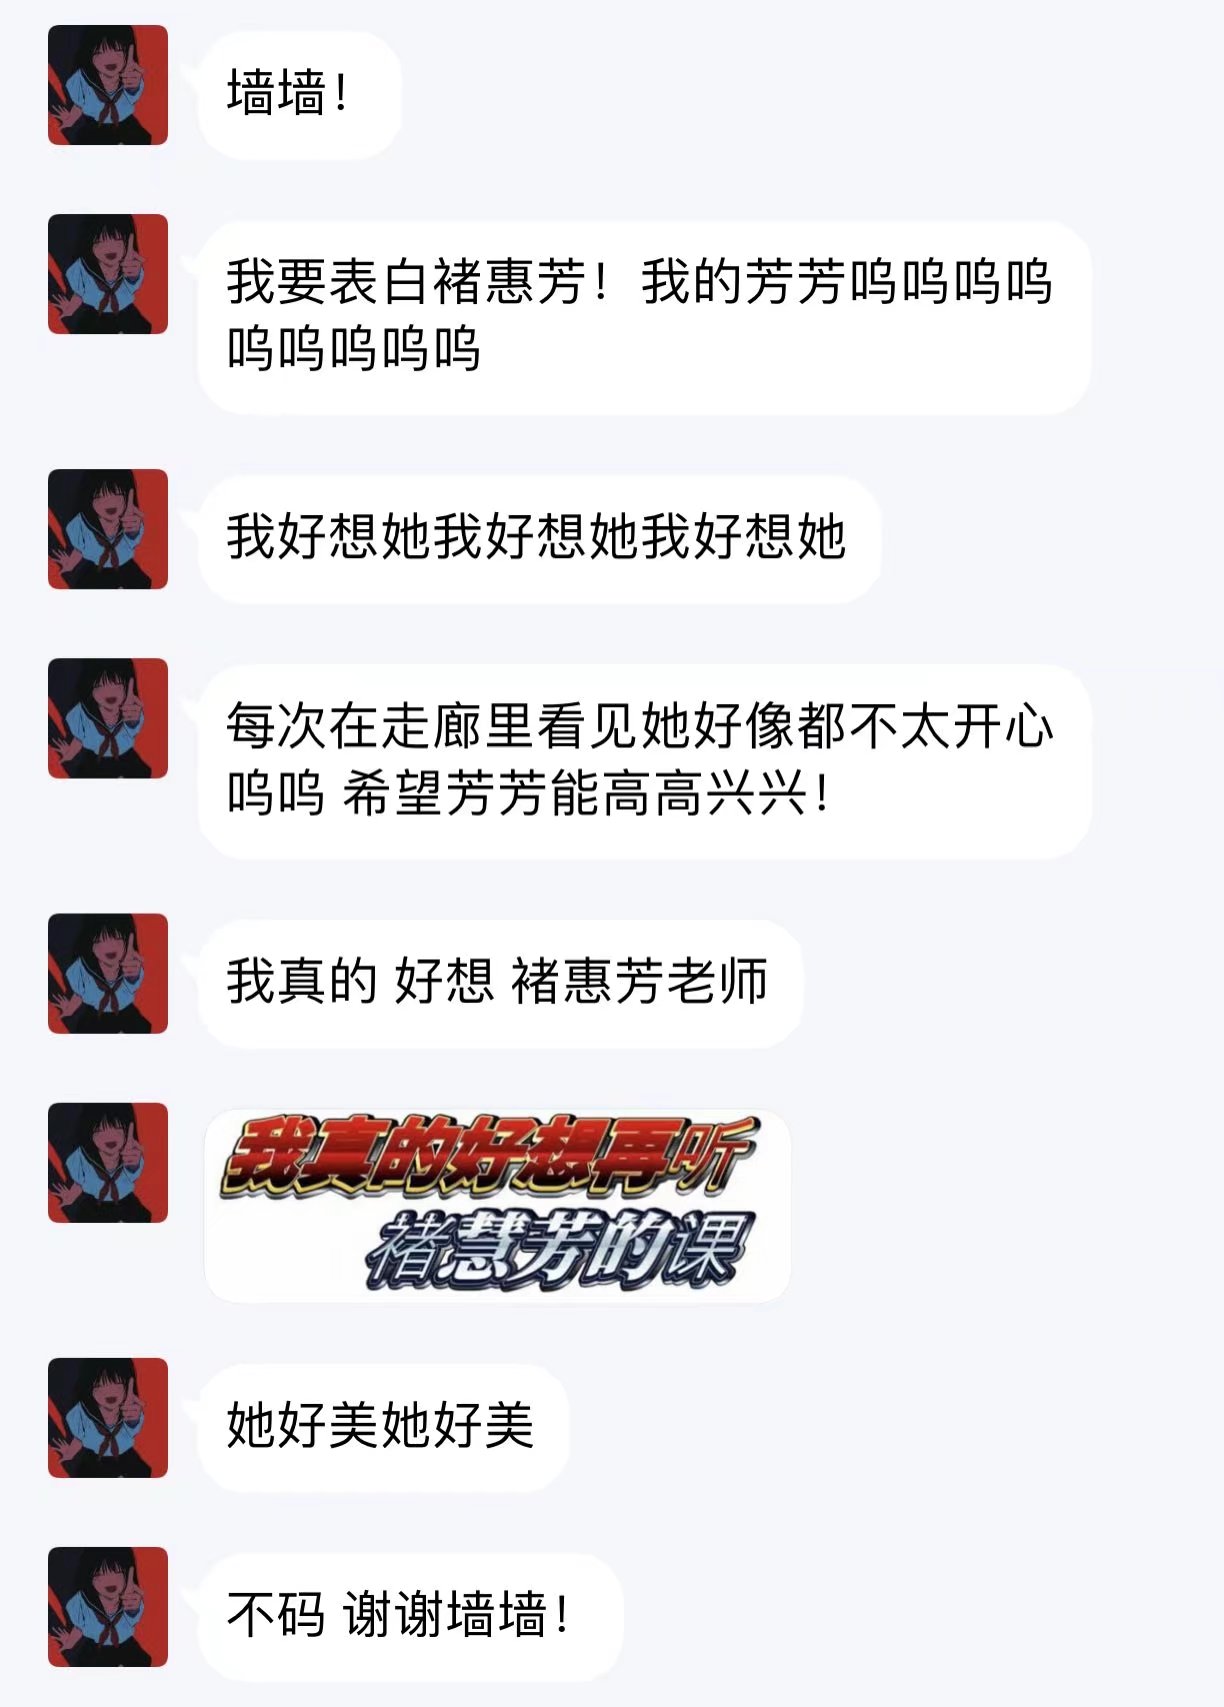 墙墙！
我要表白褚惠芳！我的芳芳呜呜呜呜
呜呜呜呜呜
我好想她我好想她我好想她
每次在走廊里看见她好像都不太开心
呜呜 希望芳芳能高高兴兴！
我真的 好想 褚惠芳老师
我真的好想再听
褚慧芳的课
她好美她好美
不码 谢谢墙墙！